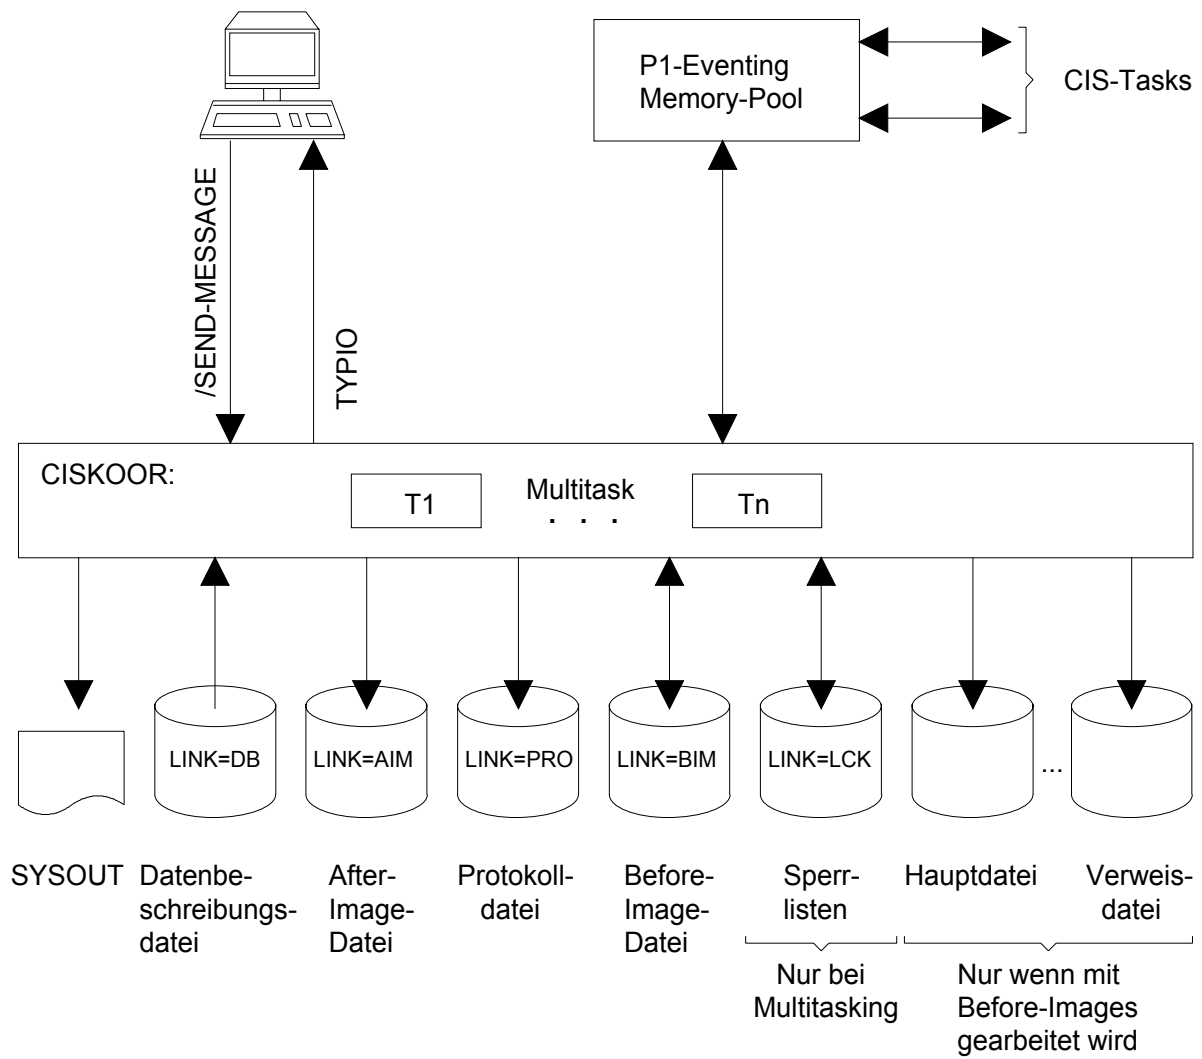 P1-Eventing
Memory-Pool
CIS-Tasks
/SEND-MESSAGE
TYPIO
CISKOOR:
T1
Multitask
. . .
Tn
LINK=DB
LINK=AIM
LINK=PRO
LINK=BIM
LINK=LCK
...
SYSOUT
Datenbe-
schreibungs-
datei
After-
Image-
Datei
Protokoll-
datei
Before-
Image-
Datei
Sperr-
listen
Hauptdatei
Verweis-
datei
Nur bei
Multitasking
Nur wenn mit
Before-Images
gearbeitet wird